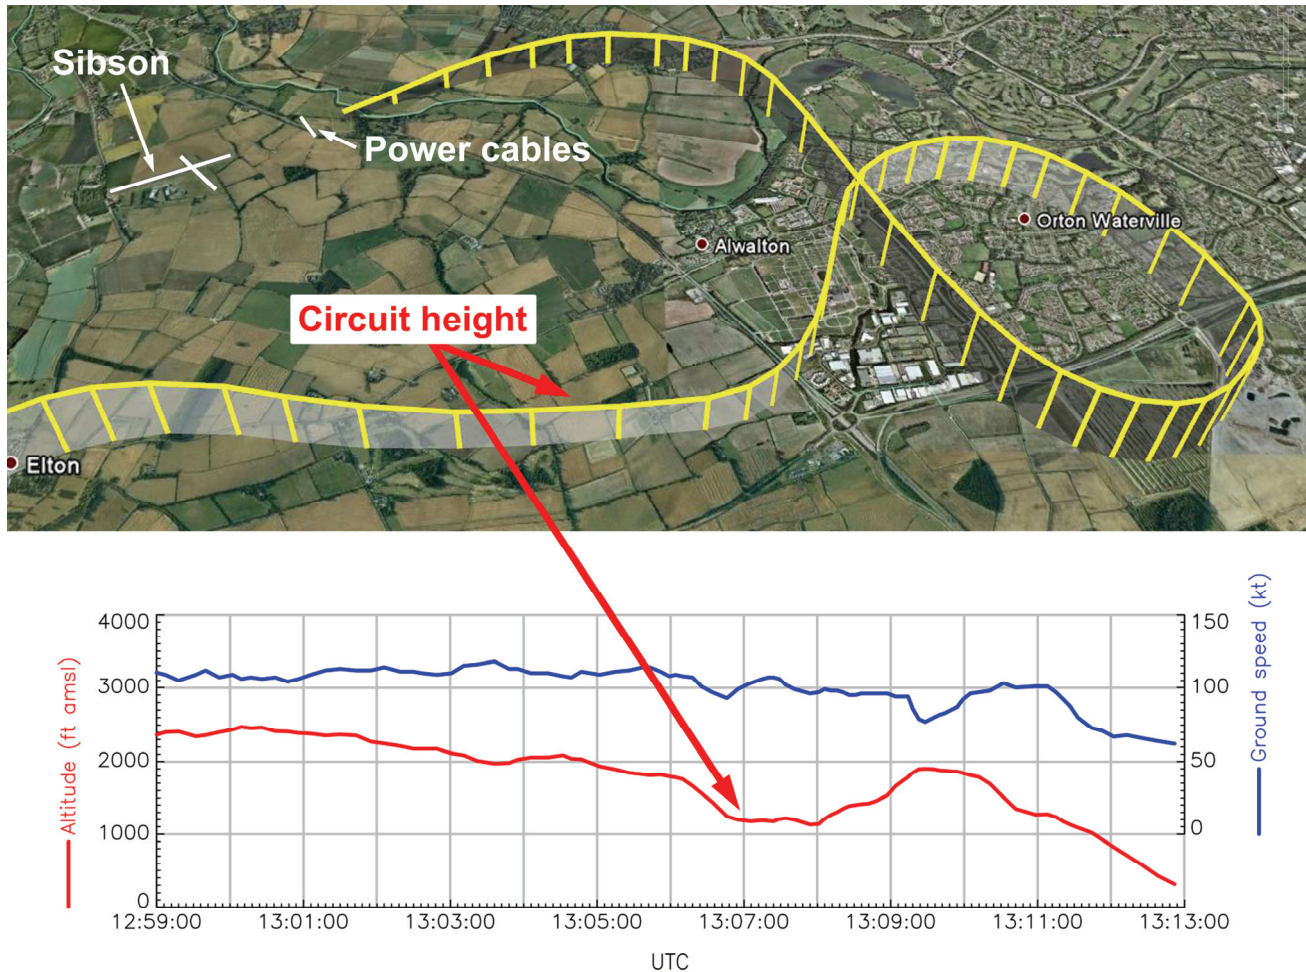 Sibson
Power cables
Orton Waterville
Alwalton
Circuit height
Elton
4000
3000
2000
1000
0
Altitude (ft amsl)
150
100
50
0
Ground speed (kt)
12:59:00
13:01:00
13:03:00
13:05:00
13:07:00
13:09:00
13:11:00
13:13:00
UTC